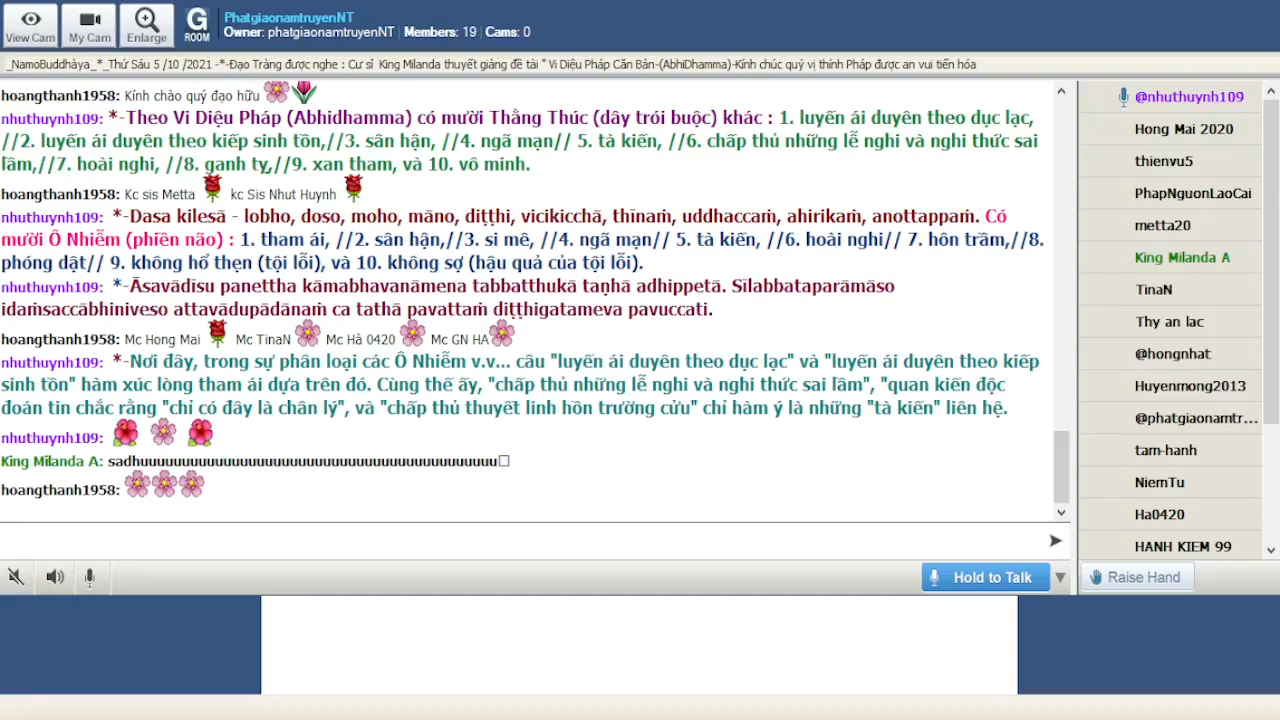 View Cam
My Cam
Enlarge
G
ROOM
PhatgiaonamtruyenNT
Owner: phatgiaonamtruyenNT | Members: 19 | Cams: 0
_NamoBuddhàya_*_Thứ Sáu 5 /10 /2021 -*-Đạo Tràng được nghe : Cư sĩ King Milanda thuyết giảng đề tài " Vi Diệu Pháp Căn Bản-(AbhiDhamma)-Kính chúc quý vị thính Pháp được an vui tiến hóa
hoangthanh1958: Kính chào quý đạo hữu
nhuthuynh109: *-Theo Vi Diệu Pháp (Abhidhamma) có mười Thằng Thúc (dây trói buộc) khác : 1. luyến ái duyên theo dục lạc,
//2. luyến ái duyên theo kiếp sinh tồn,//3. sân hận, //4. ngã mạn// 5. tà kiến, //6. chấp thủ những lễ nghi và nghi thức sai
lầm,//7. hoài nghi, //8. ganh tỵ,//9. xan tham, và 10. vô minh.
hoangthanh1958: Kc sis Metta kc Sis Nhut Huynh
nhuthuynh109: *-Dasa kilesā - lobho, doso, moho, māno, diṭṭhi, vicikicchā, thīnaṁ, uddhaccaṁ, ahirikaṁ, anottappaṁ. Có
mười Ô Nhiễm (phiền não) : 1. tham ái, //2. sân hận,//3. si mê, //4. ngã mạn// 5. tà kiến, //6. hoài nghi// 7. hôn trầm,//8.
phóng dật// 9. không hổ thẹn (tội lỗi), và 10. không sợ (hậu quả của tội lỗi).
nhuthuynh109: *-Āsavādīsu panettha kāmabhavanāmena tabbatthukā taṇhā adhippetā. Sīlabbataparāmāso
idaṁsaccābhiniveso attavādupādānaṁ ca tathā pavattaṁ diṭṭhigatameva pavuccati.
hoangthanh1958: Mc Hong Mai Mc TinaN Mc Hà 0420 Mc GN HA
nhuthuynh109: *-Nơi đây, trong sự phân loại các Ô Nhiễm v.v... câu "luyến ái duyên theo dục lạc" và "luyến ái duyên theo kiếp
sinh tồn" hàm xúc lòng tham ái dựa trên đó. Cùng thế ấy, "chấp thủ những lễ nghi và nghi thức sai lầm", "quan kiến độc
đoán tin chắc rằng "chỉ có đây là chân lý", và "chấp thủ thuyết linh hồn trường cửu" chỉ hàm ý là những "tà kiến" liên hệ.
nhuthuynh109:
King Milanda A: sadhuuuuuuuuuuuuuuuuuuuuuuuuuuuuuuuuuuuuuuuuuu□
hoangthanh1958:
Hold to Talk
@nhuthuynh109
Hong Mai 2020
thienvu5
PhapNguonLaoCai
metta20
King Milanda A
TinaN
Thy an lac
@hongnhat
Huyenmong2013
@phatgiaonamtr...
tam-hanh
NiemTu
Ha0420
HANH KIEM 99
Raise Hand